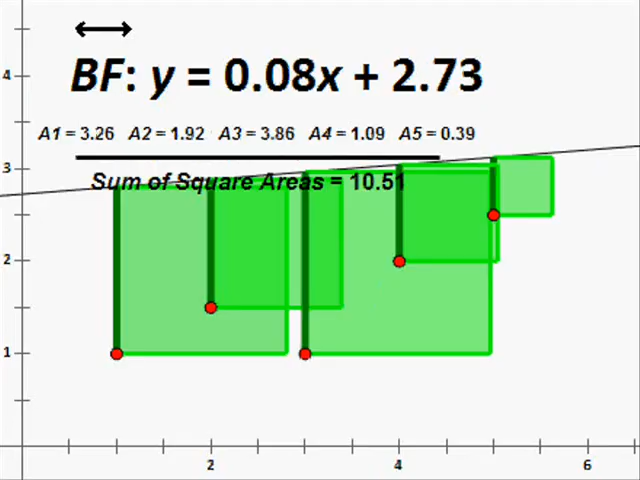 BF: y = 0.08x + 2.73
A1 = 3.26 A2 = 1.92 A3 = 3.86 A4 = 1.09 A5 = 0.39
Sum of Square Areas = 10.51
4
3
2
1
2 4 6